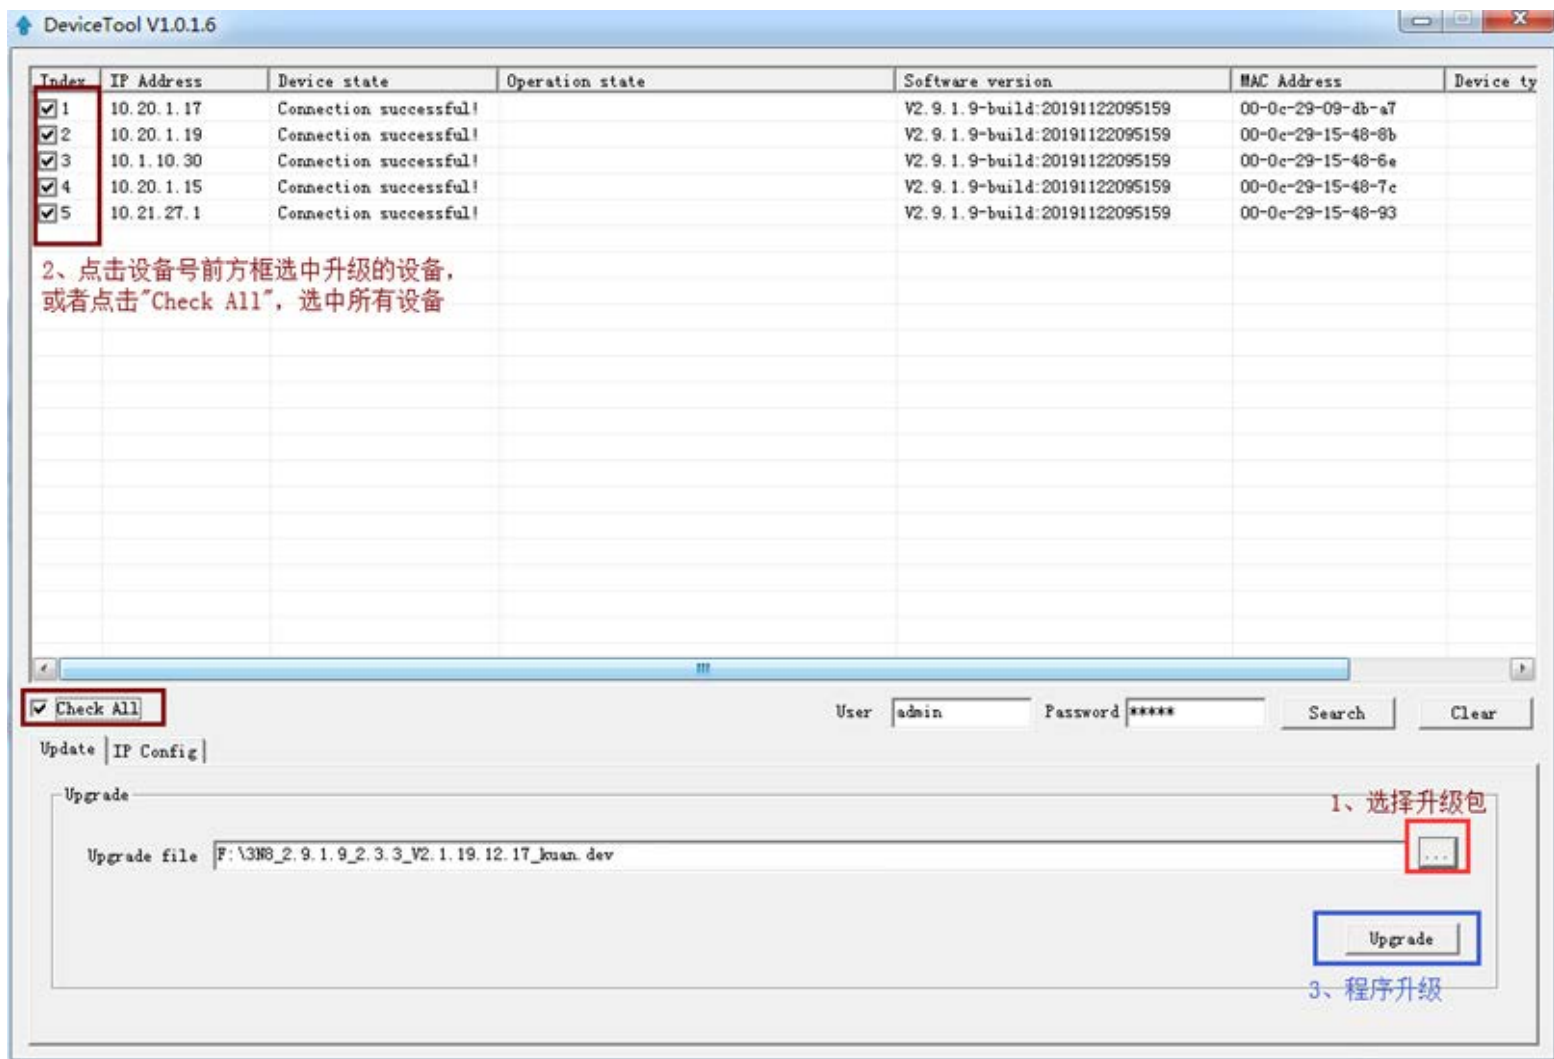 DeviceTool V1.0.1.6
Index IP Address Device state Operation state Software version MAC Address Device ty
1 10.20.1.17 Connection successful! V2.9.1.9-build:20191122095159 00-0c-29-09-db-a7
2 10.20.1.19 Connection successful! V2.9.1.9-build:20191122095159 00-0c-29-15-48-8b
3 10.1.10.30 Connection successful! V2.9.1.9-build:20191122095159 00-0c-29-15-48-6e
4 10.20.1.15 Connection successful! V2.9.1.9-build:20191122095159 00-0c-29-15-48-7c
5 10.21.27.1 Connection successful! V2.9.1.9-build:20191122095159 00-0c-29-15-48-93
2、点击设备号前方框选中升级的设备，
或者点击"Check All"，选中所有设备
Check All User admin Password ***** Search Clear
Update IP Config
Upgrade
1、选择升级包
Upgrade file F:\3N8_2.9.1.9_2.3.3_V2.1.19.12.17_kuan.dev ...
Upgrade
3、程序升级